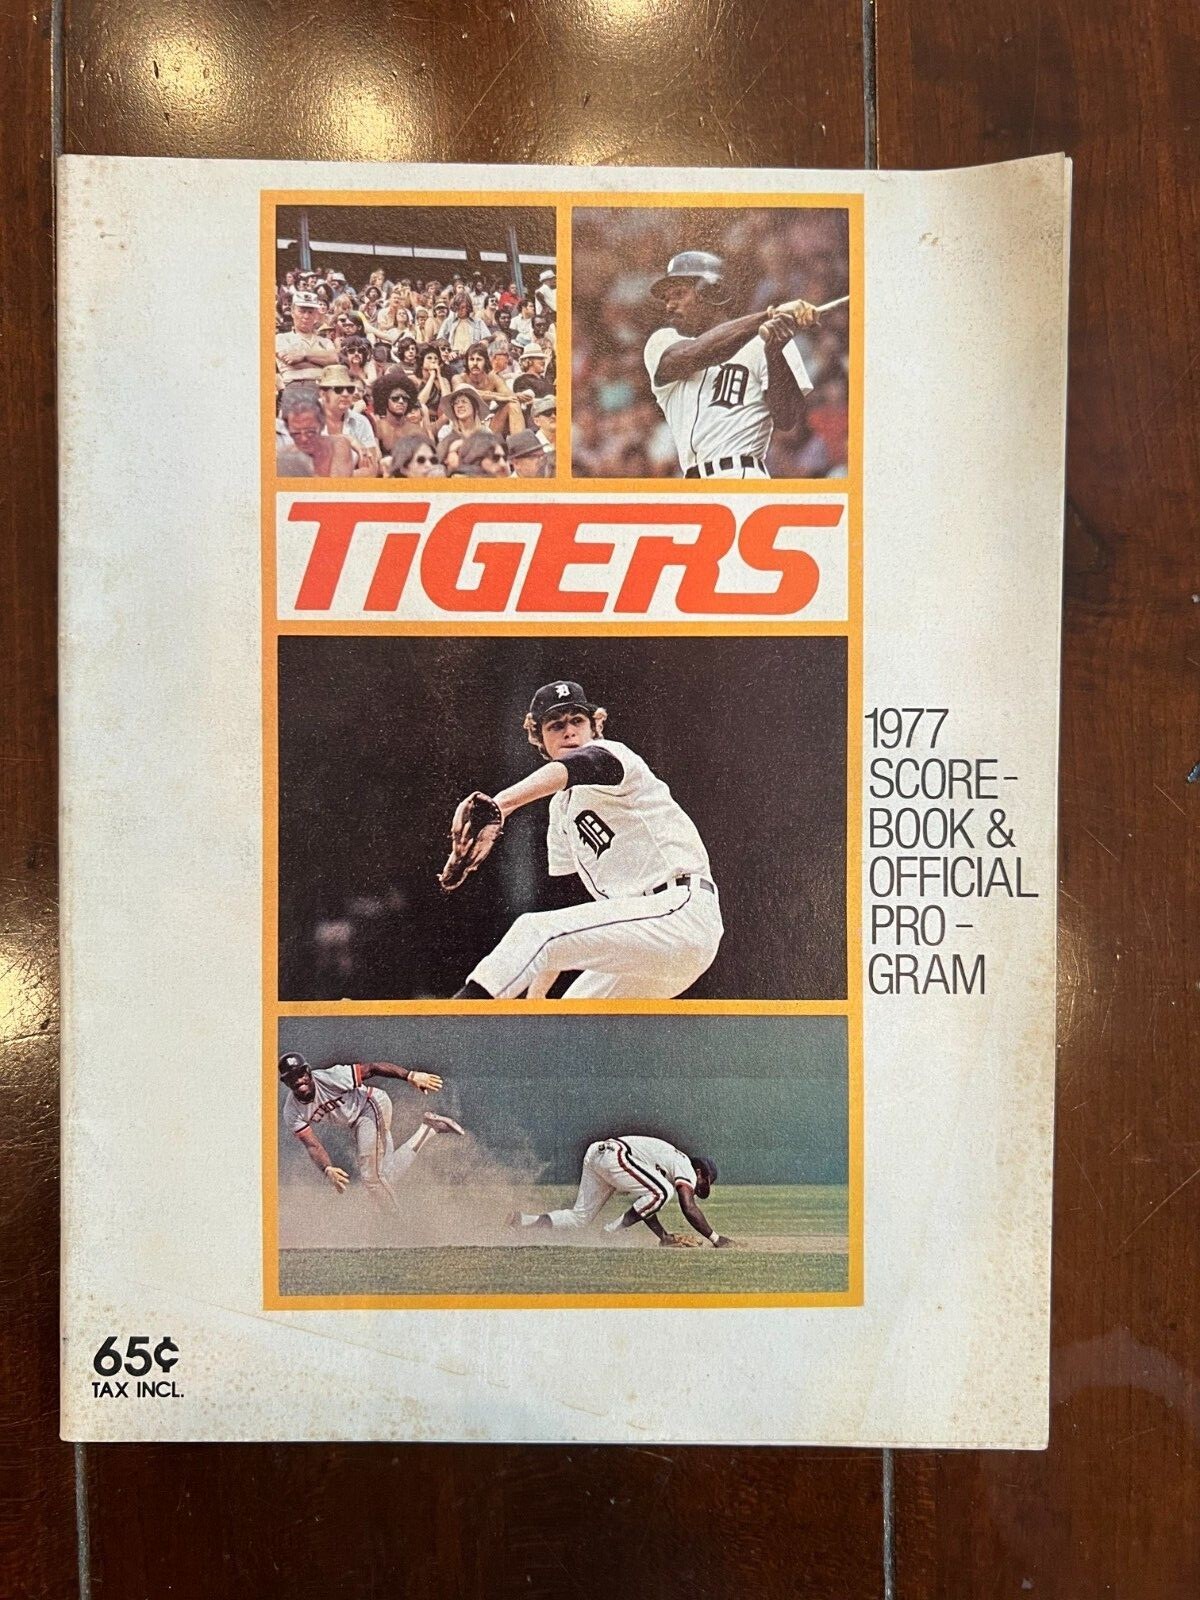 TIGERS
1977
SCORE-
BOOK &
OFFICIAL
PRO-
GRAM
65¢
TAX INCL.